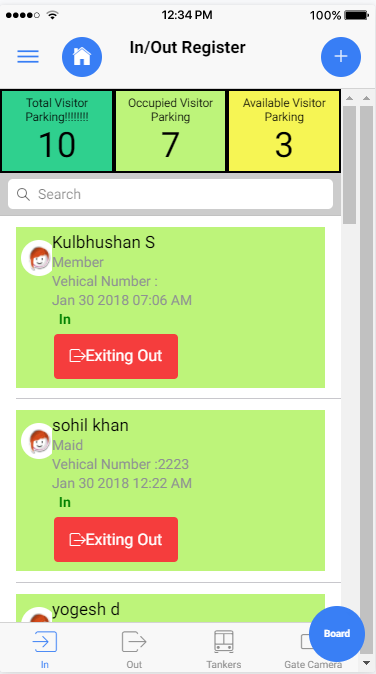 12:34 PM
100%
In/Out Register
Total Visitor Parking!!!!!!!!
10
Occupied Visitor Parking
7
Available Visitor Parking
3
Search
Kulbhushan S
Member
Vehical Number :
Jan 30 2018 07:06 AM
In
Exiting Out
sohil khan
Maid
Vehical Number :2223
Jan 30 2018 12:22 AM
In
Exiting Out
yogesh d
Board
In
Out
Tankers
Gate Camera